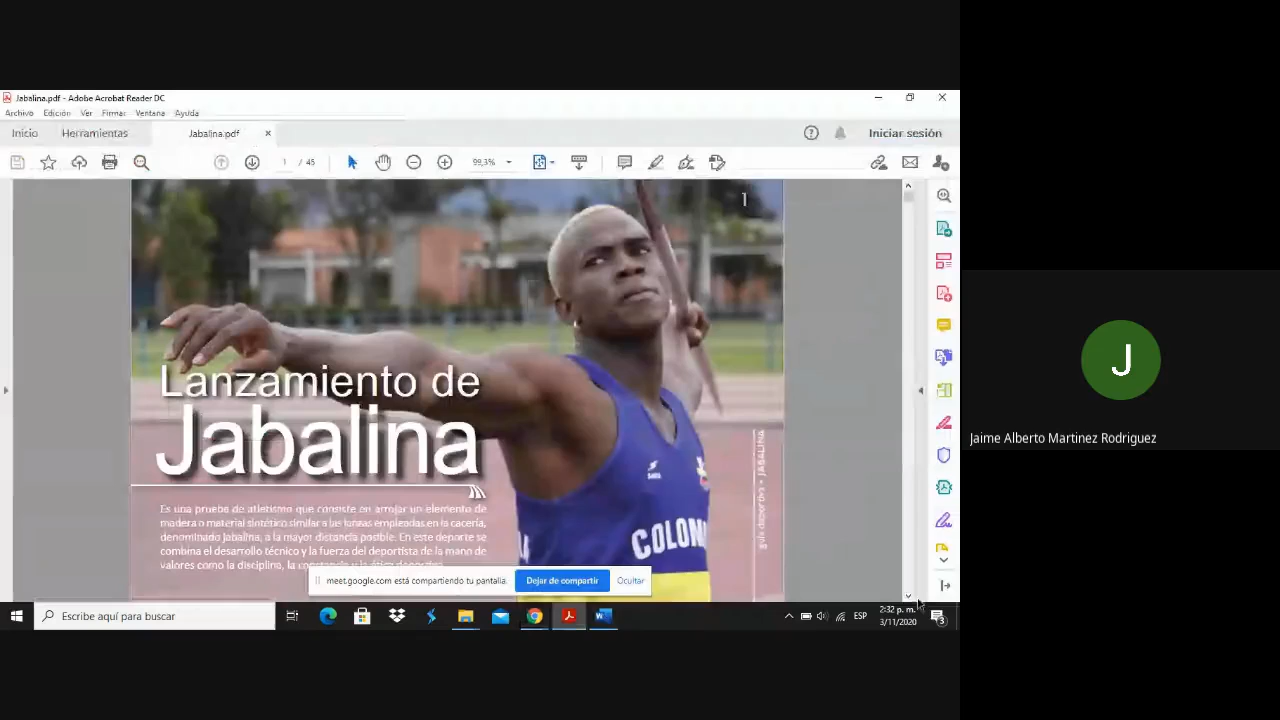 Jabalina.pdf - Adobe Acrobat Reader DC
Archivo Edición Ver Firmar Ventana Ayuda
Inicio Herramientas Jabalina.pdf Iniciar sesión
1 / 45 99,3%
1
Lanzamiento de
Jabalina
Es una prueba de atletismo que consiste en arrojar un elemento de
madera o material sintético similar a las lanzas empleadas en la cacería,
denominado Jabalina, a la mayor distancia posible. En este deporte se
combina el desarrollo técnico y la fuerza del deportista de la mano de
valores como la disciplina, la constancia y la ética deportiva.
guía deportiva • JABALINA
COLOM
meet.google.com está compartiendo tu pantalla.
Dejar de compartir
Ocultar
Escribe aquí para buscar
ESP
2:32 p. m.
3/11/2020
3
J
Jaime Alberto Martinez Rodriguez